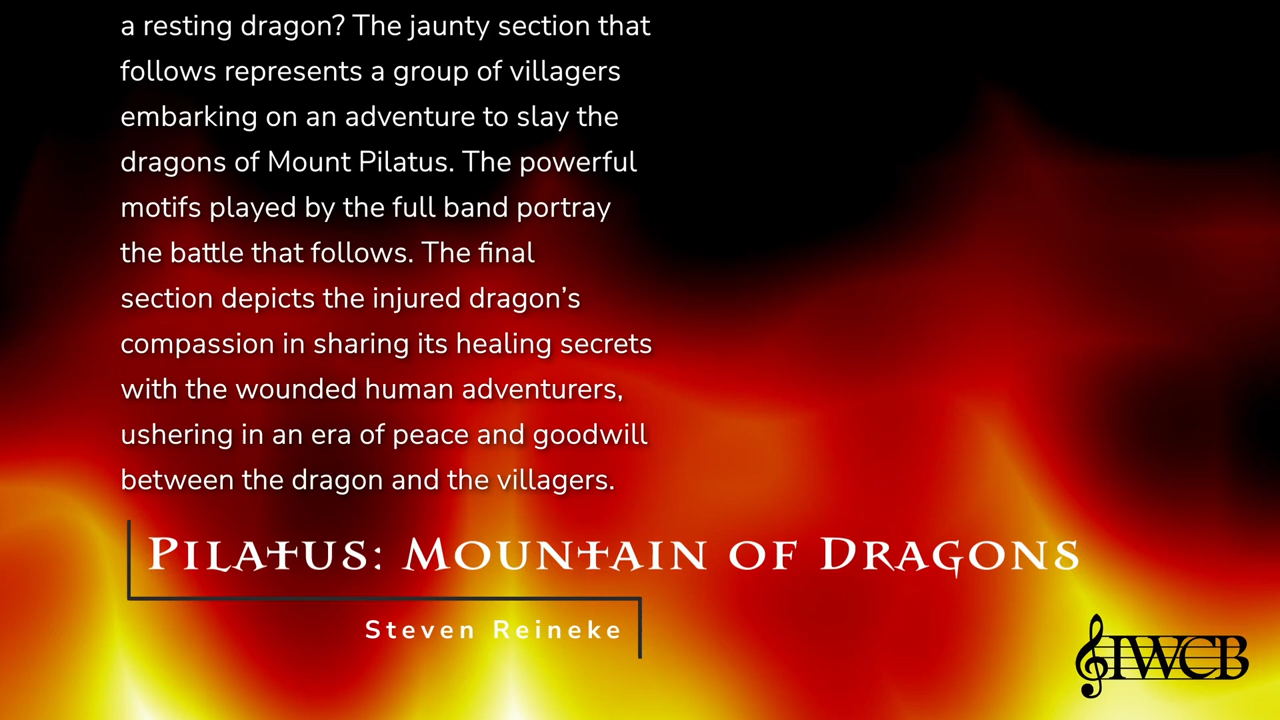 a resting dragon? The jaunty section that
follows represents a group of villagers
embarking on an adventure to slay the
dragons of Mount Pilatus. The powerful
motifs played by the full band portray
the battle that follows. The final
section depicts the injured dragon’s
compassion in sharing its healing secrets
with the wounded human adventurers,
ushering in an era of peace and goodwill
between the dragon and the villagers.
Pilatus: Mountain of Dragons
Steven Reineke
IWCB